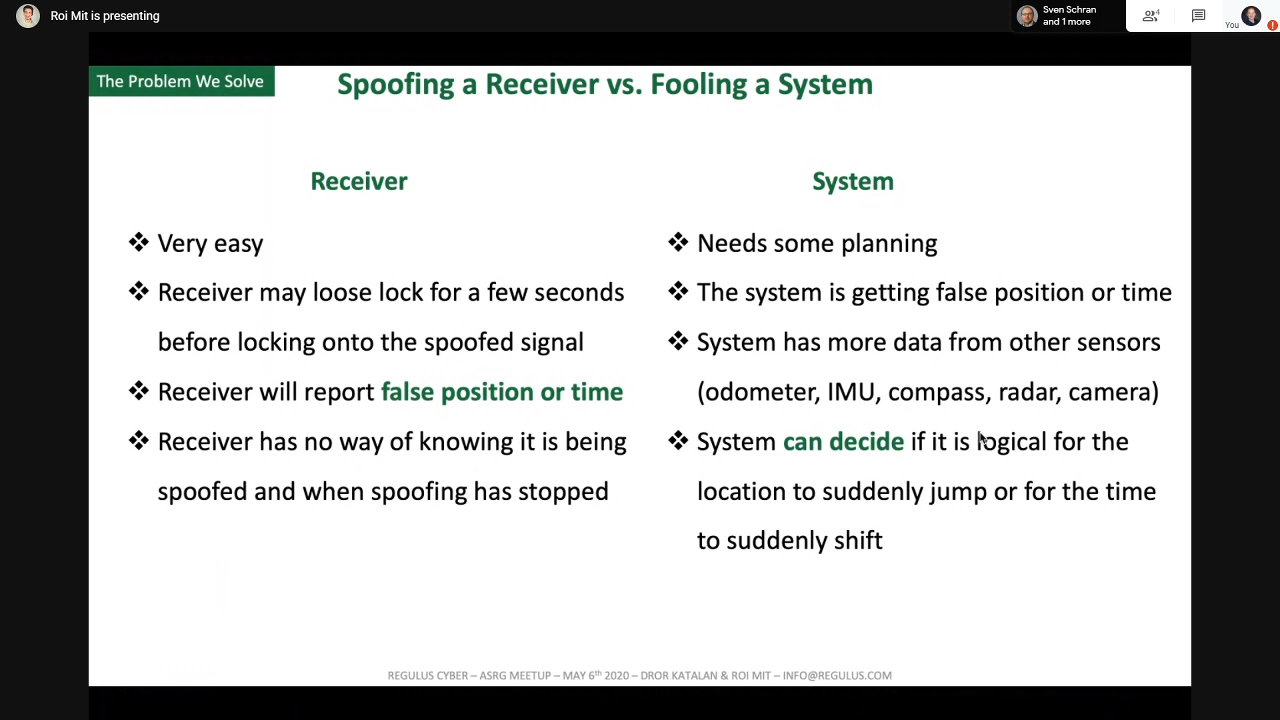 Roi Mit is presenting
Sven Schran
and 1 more
4
You
The Problem We Solve
Spoofing a Receiver vs. Fooling a System
Receiver
❖ Very easy
❖ Receiver may loose lock for a few seconds
before locking onto the spoofed signal
❖ Receiver will report false position or time
❖ Receiver has no way of knowing it is being
spoofed and when spoofing has stopped
System
❖ Needs some planning
❖ The system is getting false position or time
❖ System has more data from other sensors
(odometer, IMU, compass, radar, camera)
❖ System can decide if it is logical for the
location to suddenly jump or for the time
to suddenly shift
REGULUS CYBER – ASRG MEETUP – MAY 6th 2020 – DROR KATALAN & ROI MIT – INFO@REGULUS.COM